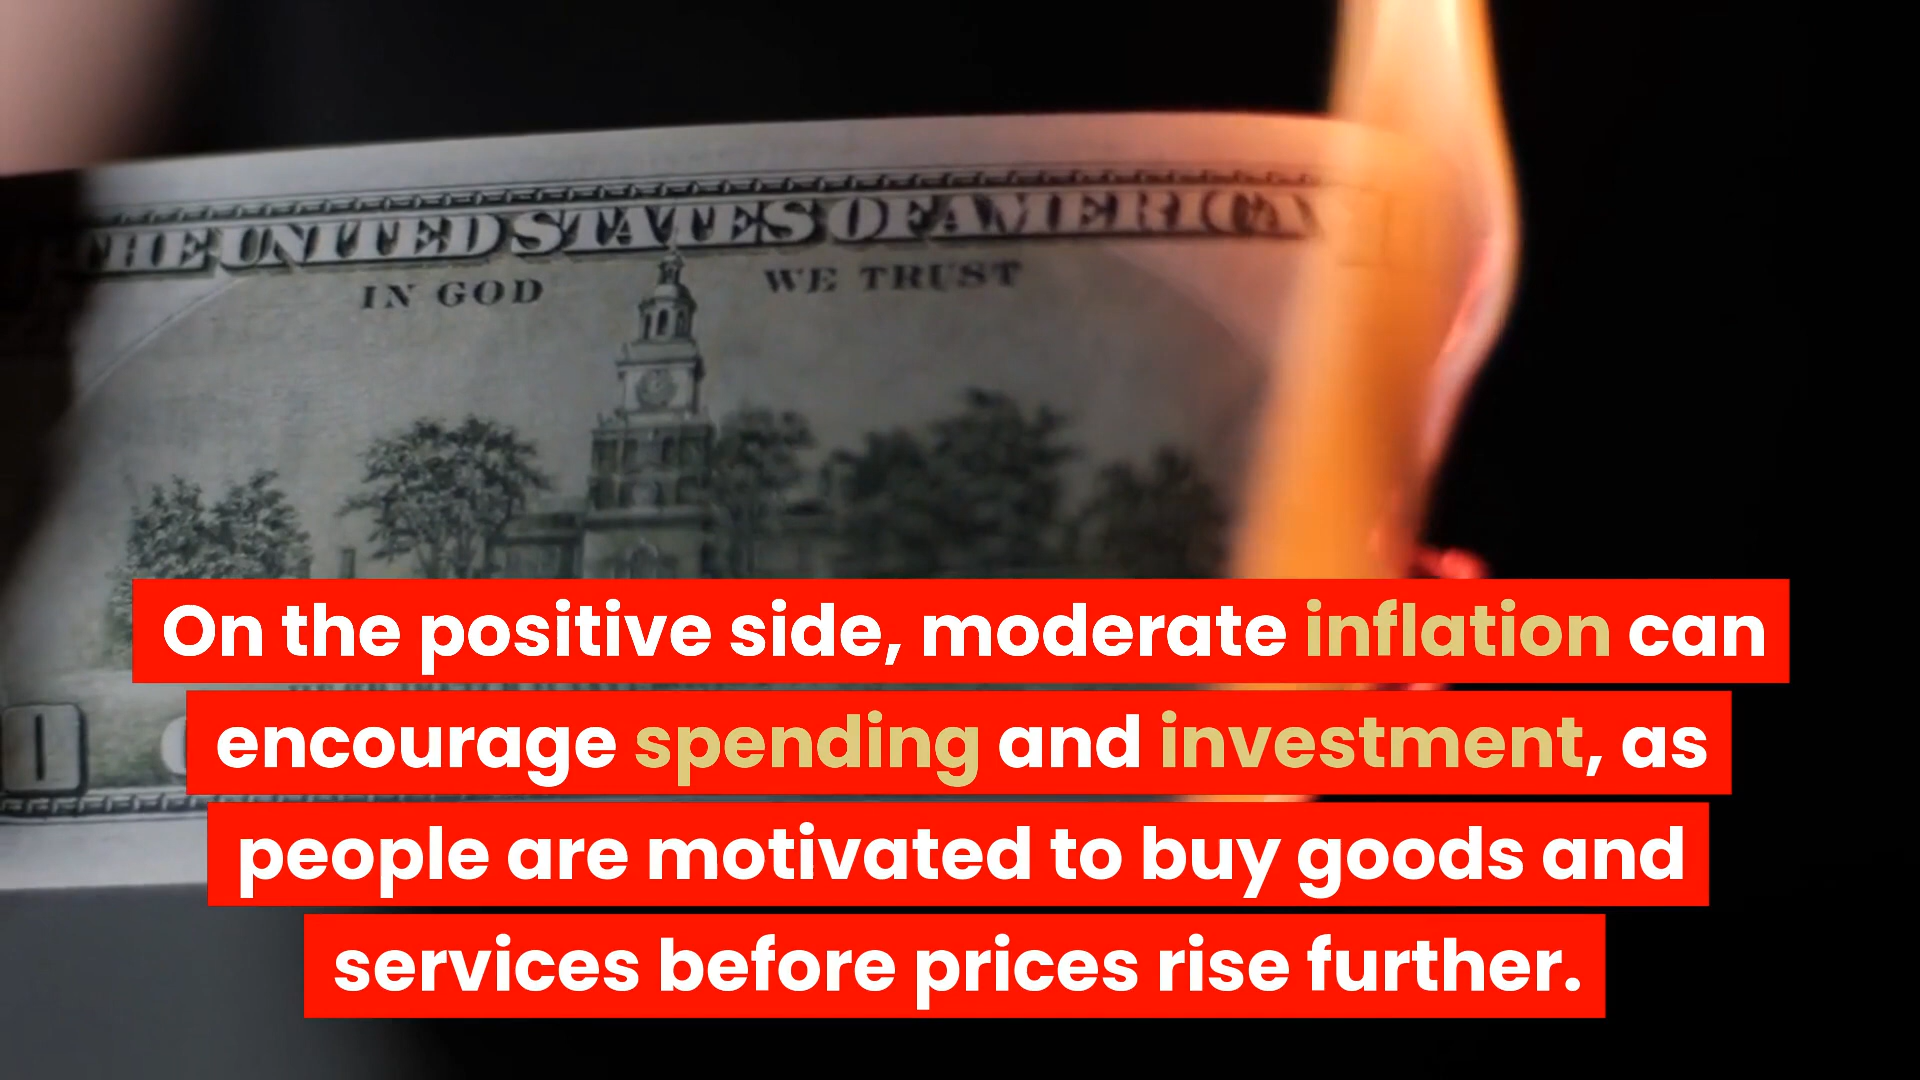 THE UNITED STATES OF AMERICA
IN GOD WE TRUST
On the positive side, moderate inflation can
encourage spending and investment, as
people are motivated to buy goods and
services before prices rise further.